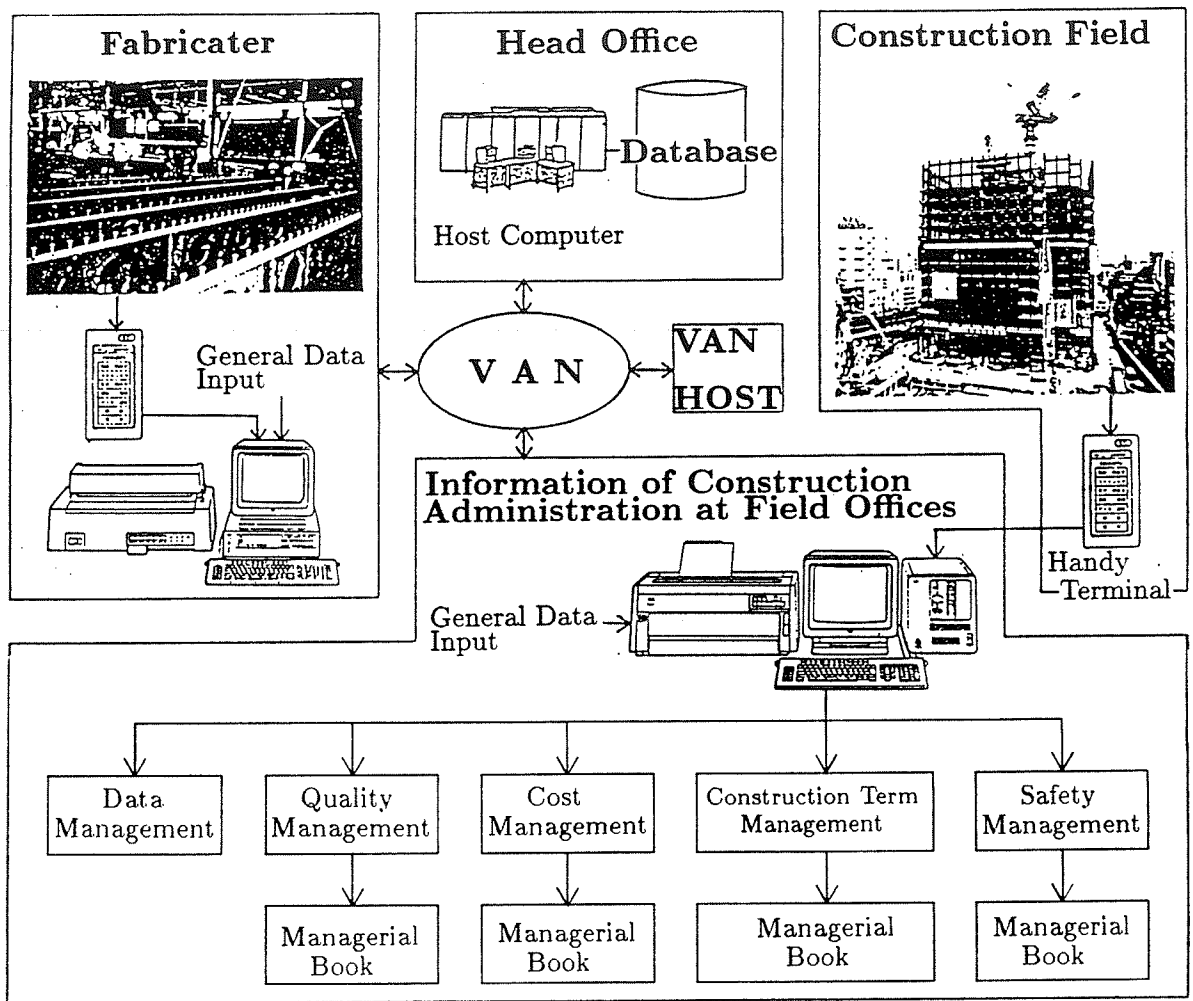 Fabricater
General Data
Input
Head Office
Database
Host Computer
Construction Field
V A N
VAN
HOST
Handy
Terminal
Information of Construction
Administration at Field Offices
General Data
Input
Data
Management
Quality
Management
Cost
Management
Construction Term
Management
Safety
Management
Managerial
Book
Managerial
Book
Managerial
Book
Managerial
Book